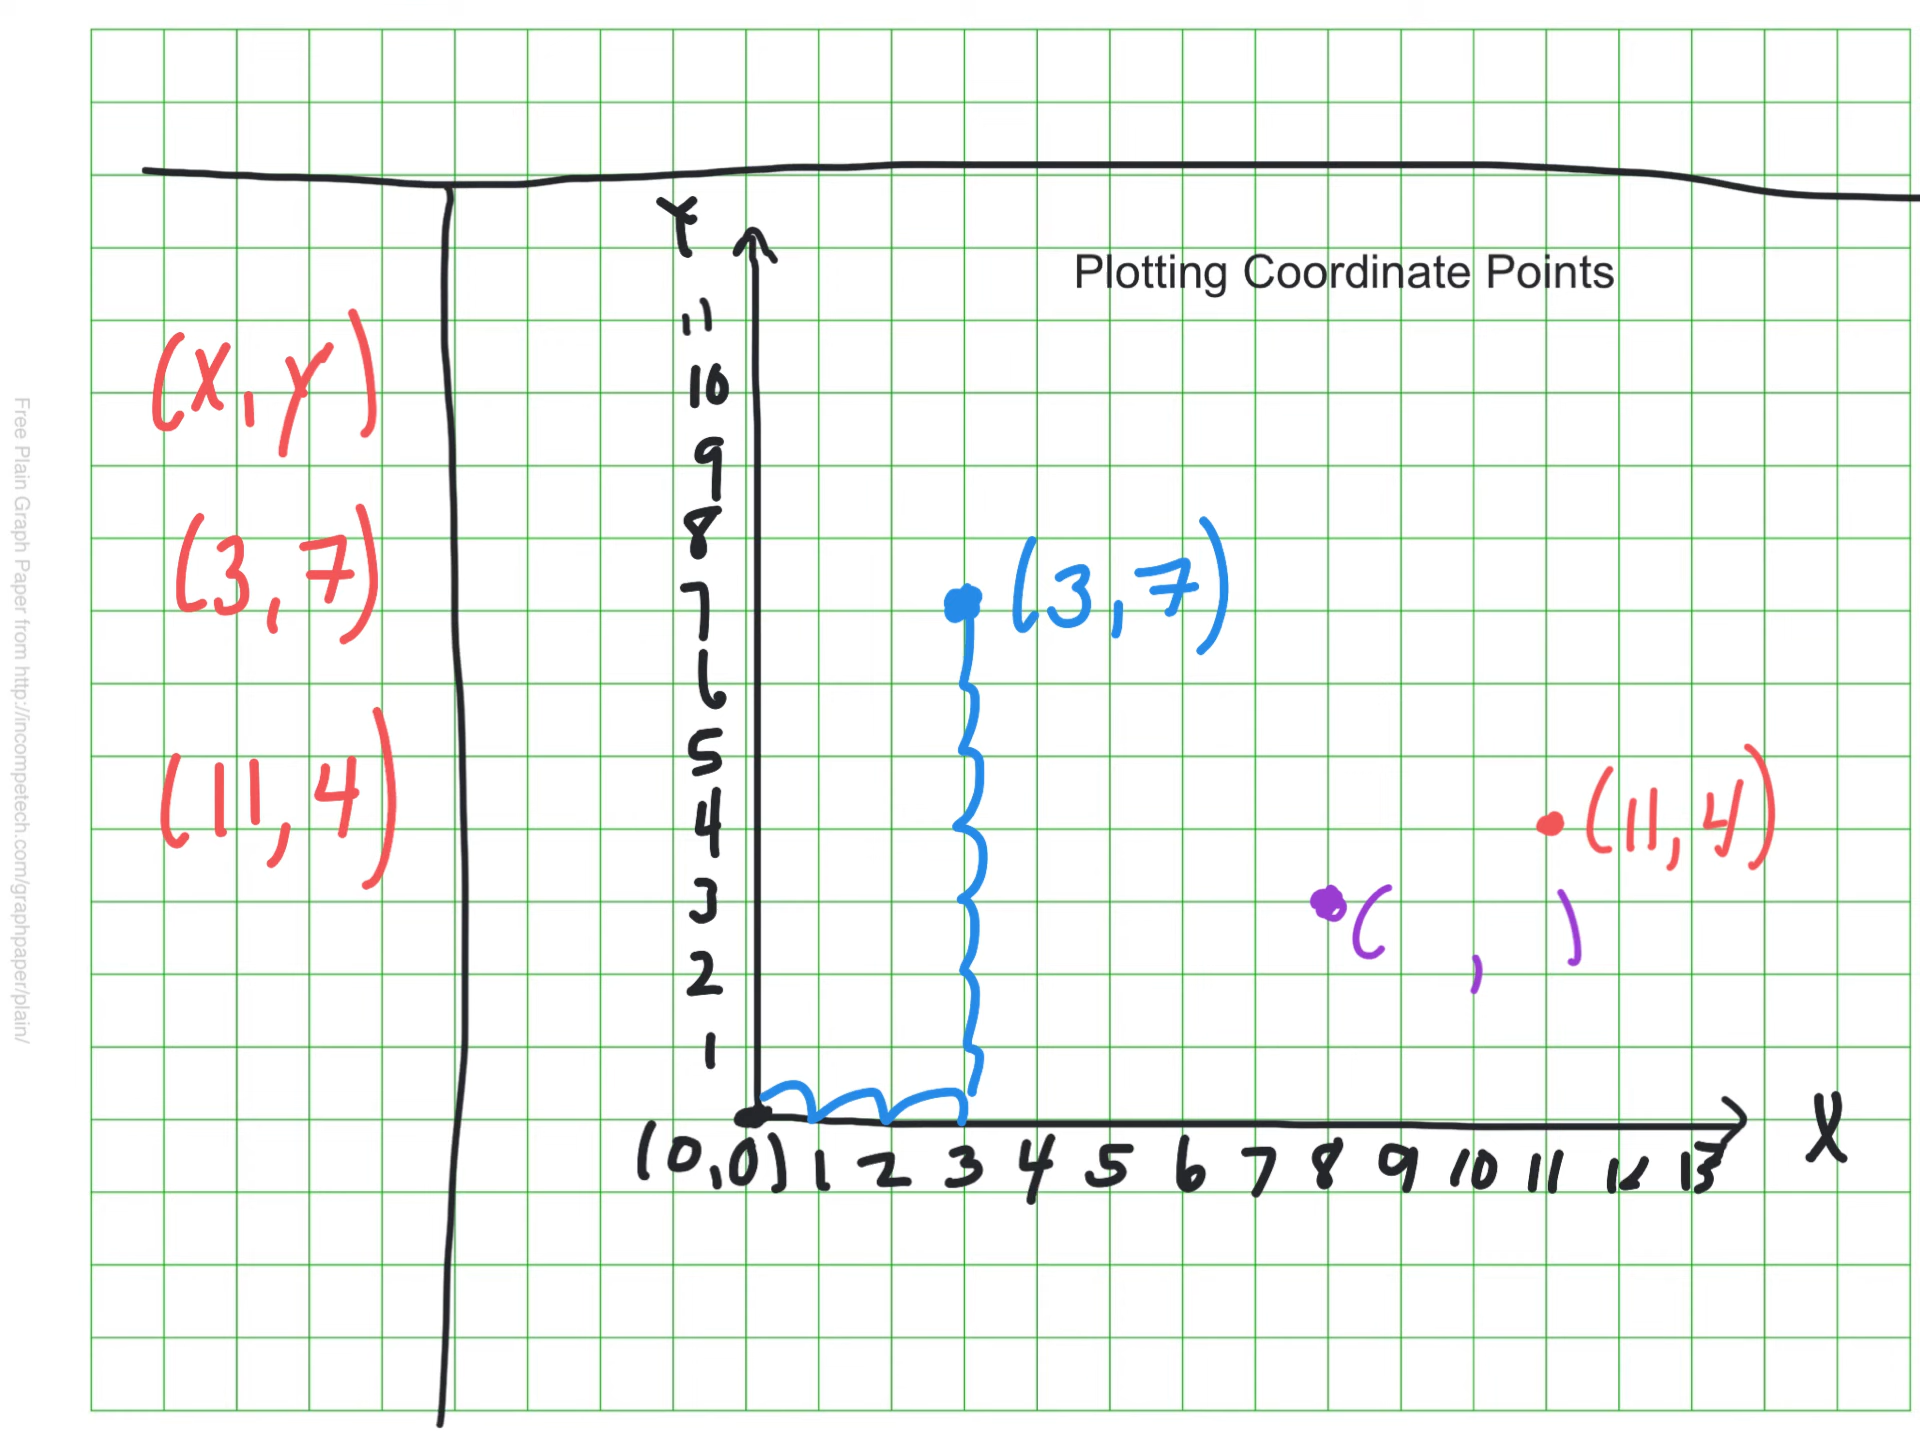 Free Plain Graph Paper from http://incompetech.com/graphpaper/plain/
(x, y)
(3, 7)
(11, 4)
Plotting Coordinate Points
Y
11
10
9
8
7
6
5
4
3
2
1
(3, 7)
(11, 4)
( , )
(0,0) 1 2 3 4 5 6 7 8 9 10 11 12 13
X